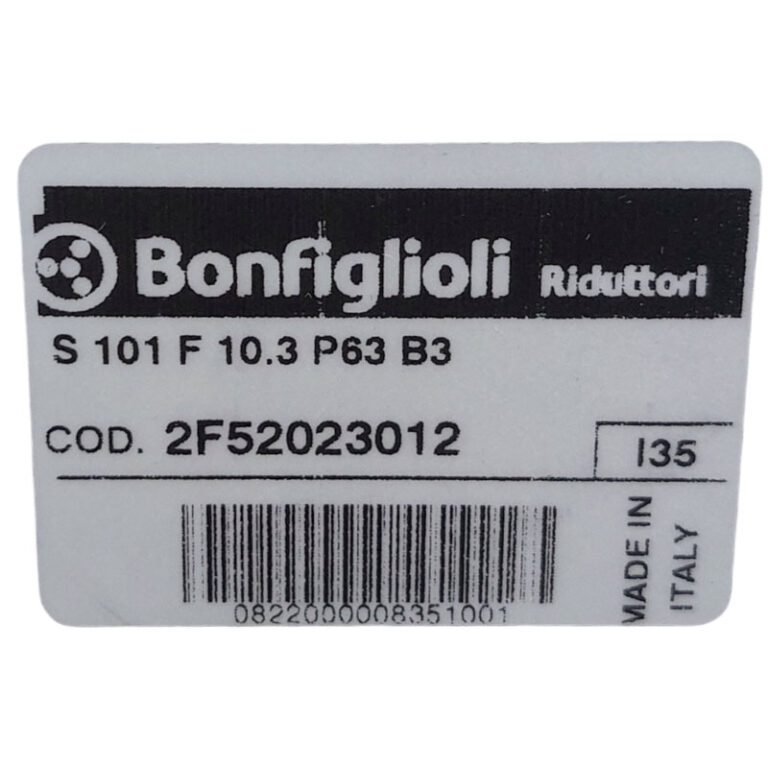 Bonfiglioli Riduttori
S 101 F 10.3 P63 B3
COD. 2F52023012
I35
0822000008351001
MADE IN
ITALY